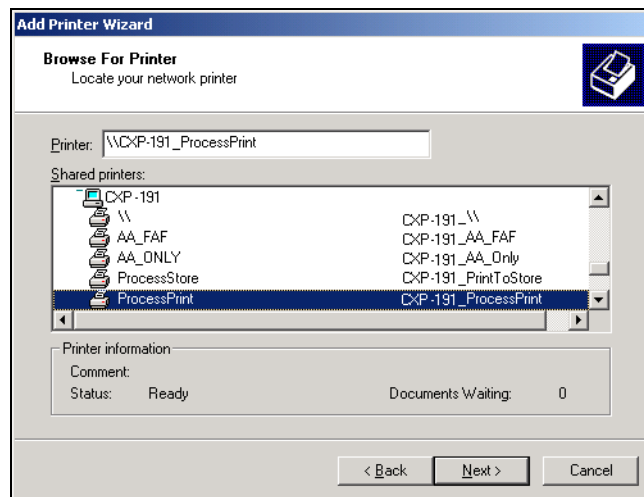 Add Printer Wizard
Browse For Printer
Locate your network printer
Printer: \\CXP-191_ProcessPrint
Shared printers:
CXP-191
\\ CXP-191_\\
AA_FAF CXP-191_AA_FAF
AA_ONLY CXP-191_AA_Only
ProcessStore CXP-191_PrintToStore
ProcessPrint CXP-191_ProcessPrint
Printer information
Comment:
Status: Ready Documents Waiting: 0
< Back Next > Cancel